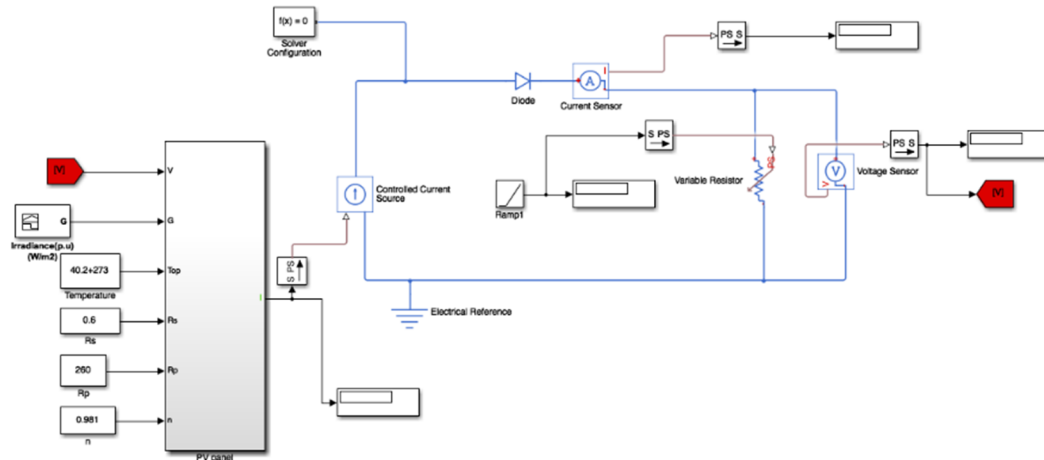 f(x) = 0
Solver
Configuration
PS S
Diode
A
I
Current Sensor
S PS
PS
Variable Resistor
V
V
Voltage Sensor
PS S
[V]
Ramp1
Controlled Current
Source
S PS
Electrical Reference
[V]
V
G
G
Irradiance(p.u)
(W/m2)
40.2+273
Top
Temperature
0.6
Rs
Rs
260
Rp
Rp
0.981
n
n
I
PV panel